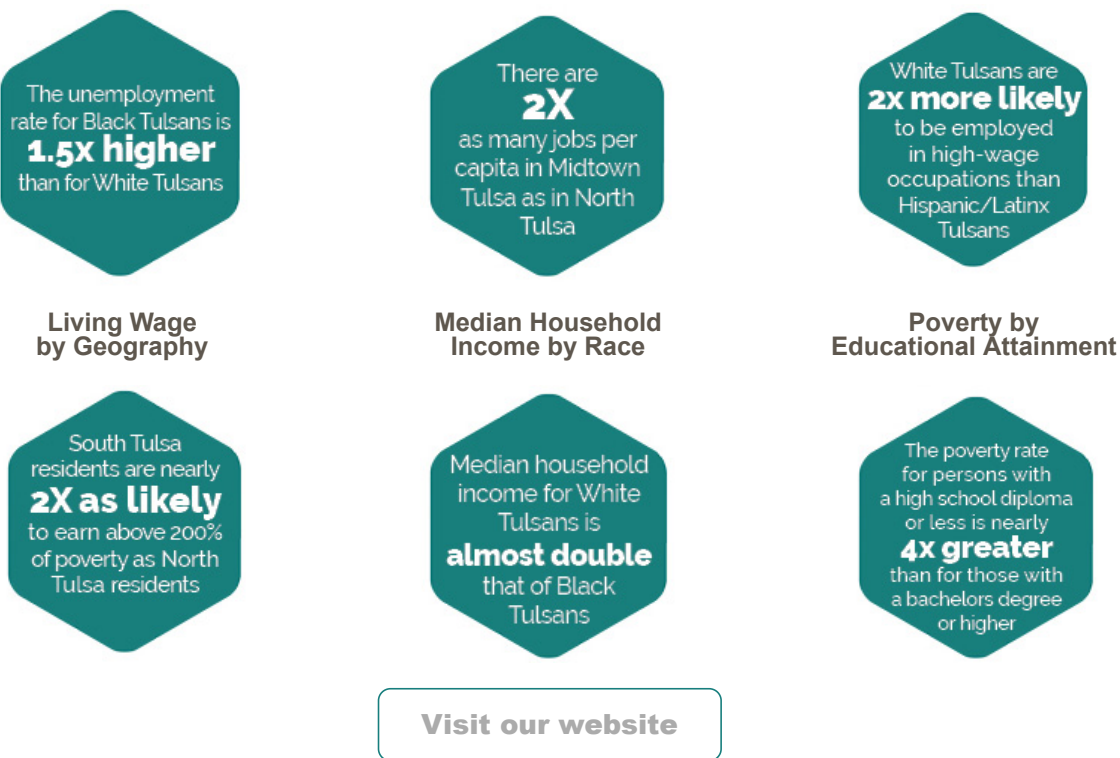 The unemployment
rate for Black Tulsans is
1.5x higher
than for White Tulsans
There are
2X
as many jobs per
capita in Midtown
Tulsa as in North
Tulsa
White Tulsans are
2x more likely
to be employed
in high-wage
occupations than
Hispanic/Latinx
Tulsans
Living Wage
by Geography
Median Household
Income by Race
Poverty by
Educational Attainment
South Tulsa
residents are nearly
2X as likely
to earn above 200%
of poverty as North
Tulsa residents
Median household
income for White
Tulsans is
almost double
that of Black
Tulsans
The poverty rate
for persons with
a high school diploma
or less is nearly
4x greater
than for those with
a bachelors degree
or higher
Visit our website